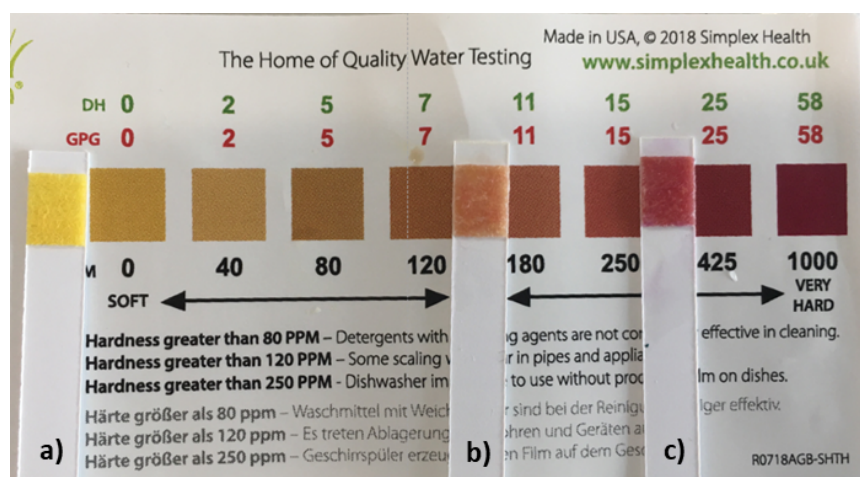 Made in USA, © 2018 Simplex Health
The Home of Quality Water Testing
www.simplexhealth.co.uk
DH 0 2 5 7 11 15 25 58
GPG 0 2 5 7 11 15 25 58
M 0 40 80 120 180 250 425 1000
SOFT VERY HARD
Hardness greater than 80 PPM – Detergents with g agents are not cor effective in cleaning.
Hardness greater than 120 PPM – Some scaling r in pipes and applia
Hardness greater than 250 PPM - Dishwasher im to use without prod lm on dishes.
Härte größer als 80 ppm – Waschmittel mit Weich r sind bei der Reinigu lger effektiv.
Härte größer als 120 ppm – Es treten Ablagerung ohren und Geräten a
Härte größer als 250 ppm – Geschirrspüler erzeu en Film auf dem Gesc
R0718AGB-SHTH
a) b) c)